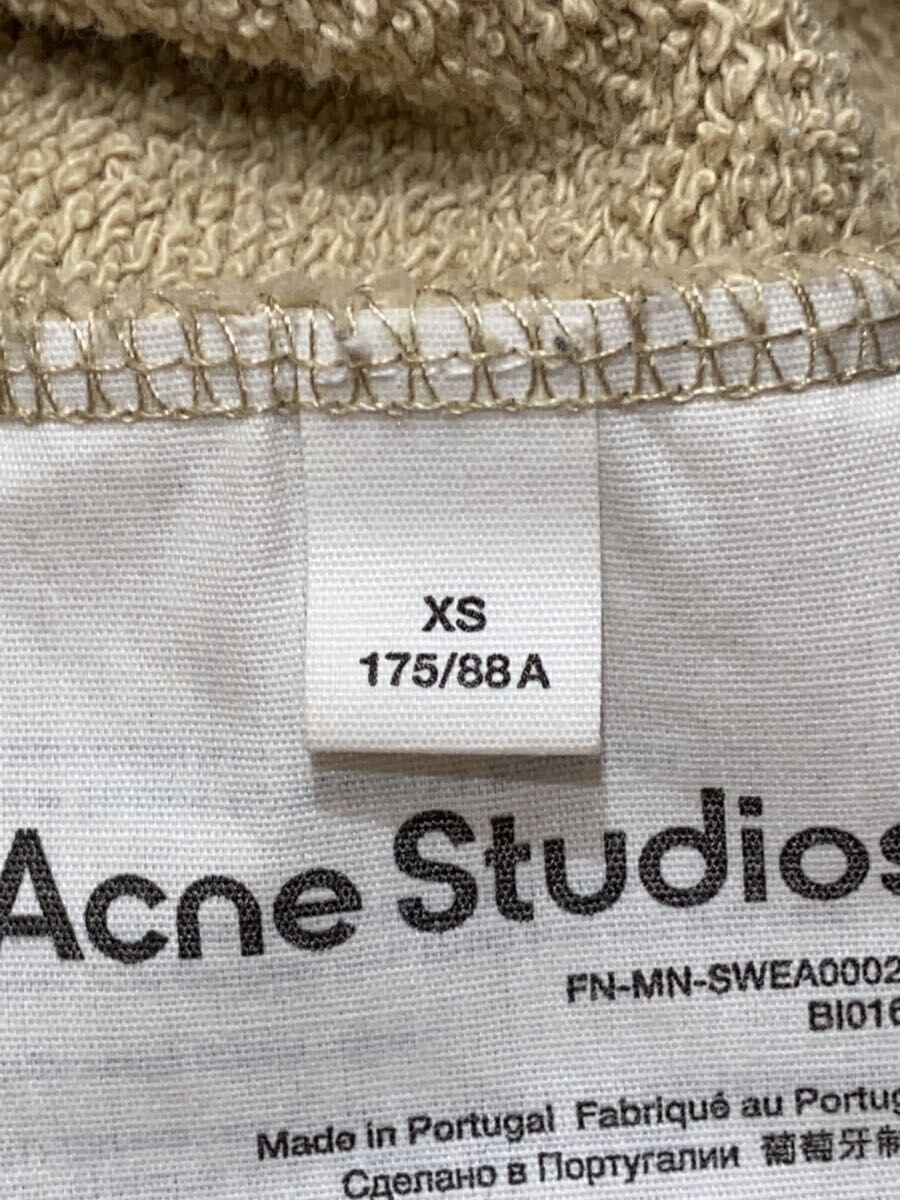 XS
175/88A
Acne Studios
FN-MN-SWEA0002
BI016
Made in Portugal Fabriqué au Portug
Сделано в Португалии 葡萄牙制